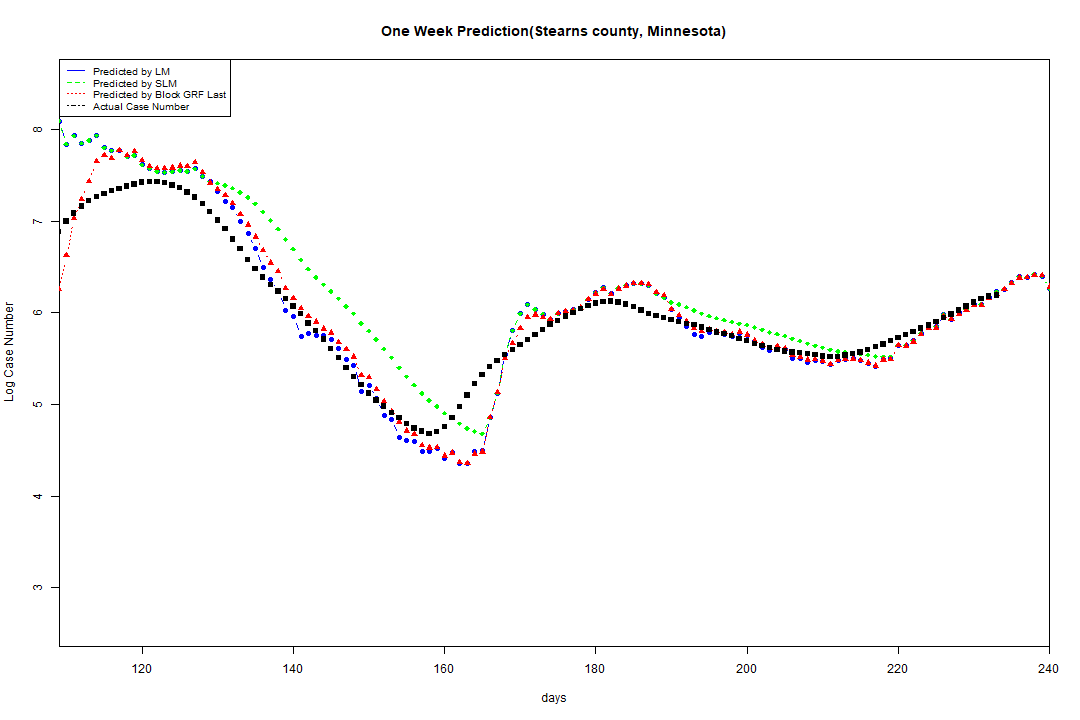 One Week Prediction(Stearns county, Minnesota)
Predicted by LM
Predicted by SLM
Predicted by Block GRF Last
Actual Case Number
8
7
6
5
4
3
Log Case Number
120 140 160 180 200 220 240
days